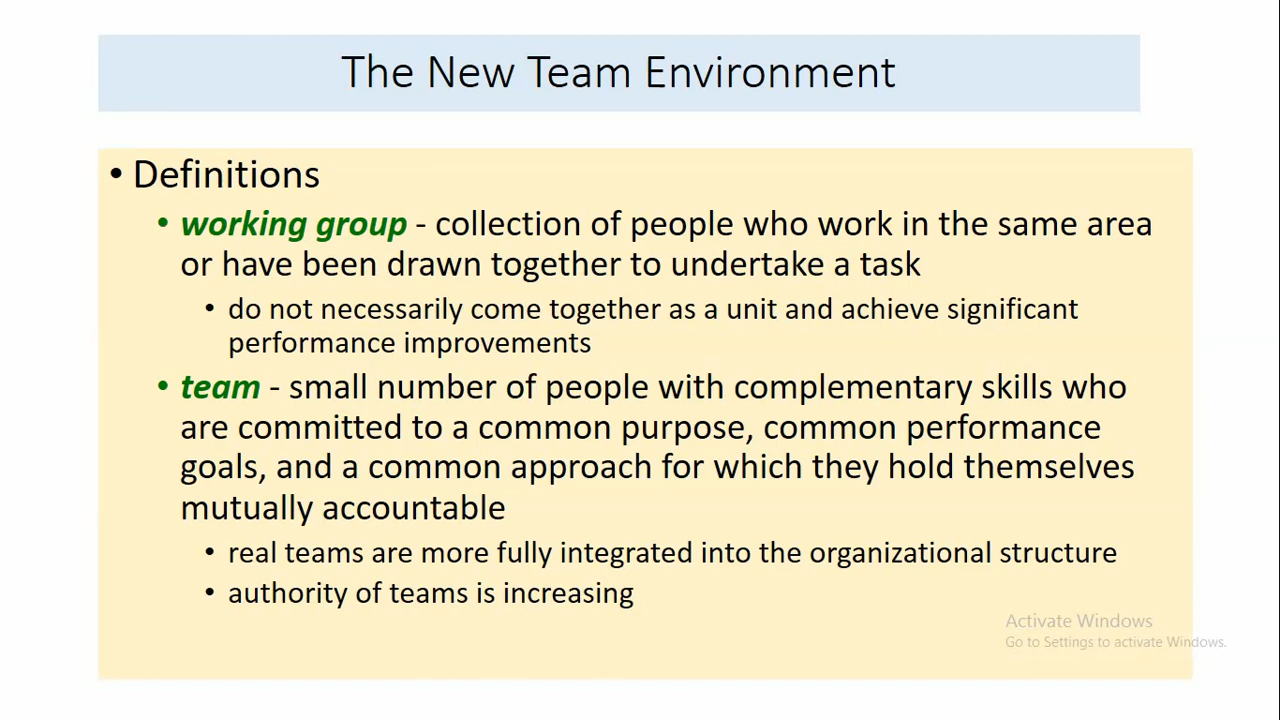 The New Team Environment
• Definitions
• working group - collection of people who work in the same area
or have been drawn together to undertake a task
• do not necessarily come together as a unit and achieve significant
performance improvements
• team - small number of people with complementary skills who
are committed to a common purpose, common performance
goals, and a common approach for which they hold themselves
mutually accountable
• real teams are more fully integrated into the organizational structure
• authority of teams is increasing
Activate Windows
Go to Settings to activate Windows.